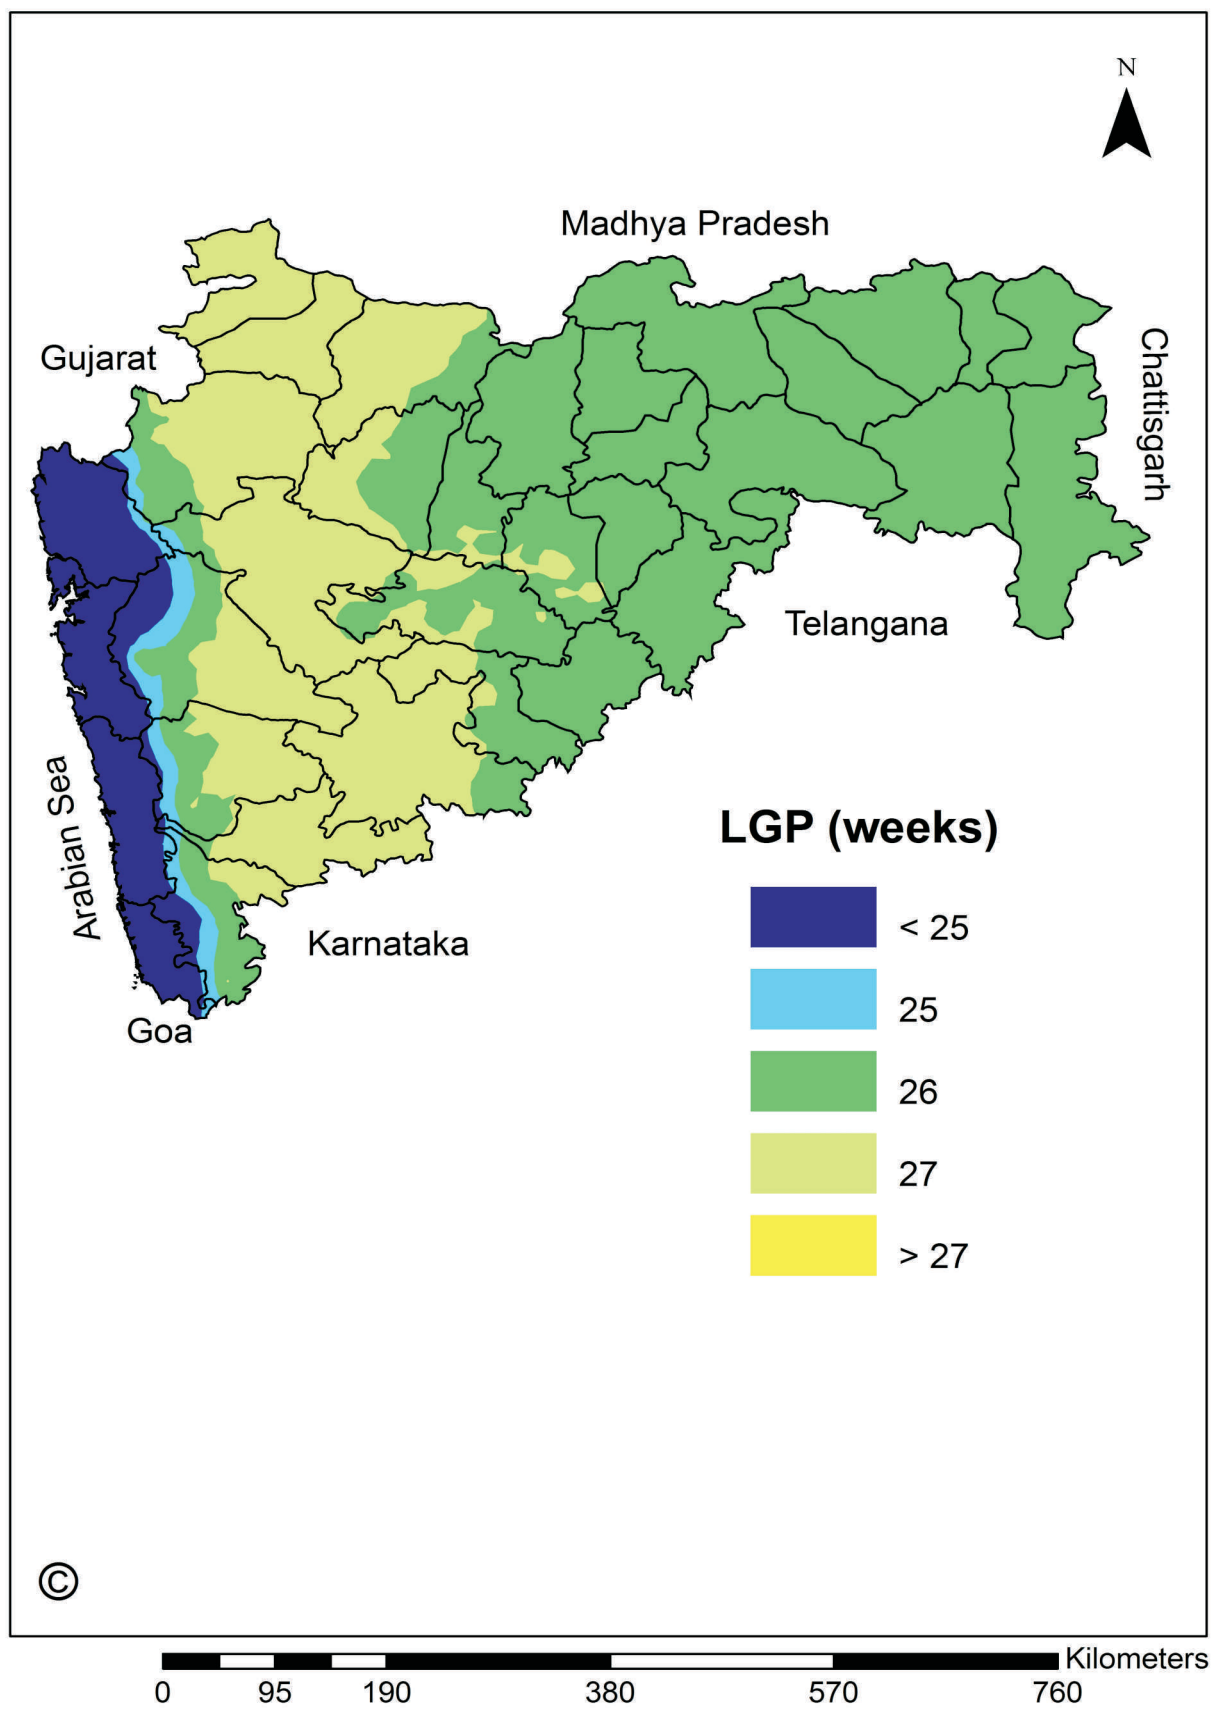 N
Madhya Pradesh
Gujarat
Chattisgarh
Telangana
Arabian Sea
LGP (weeks)
< 25
Karnataka
25
Goa
26
27
> 27
©
Kilometers
0 95 190 380 570 760